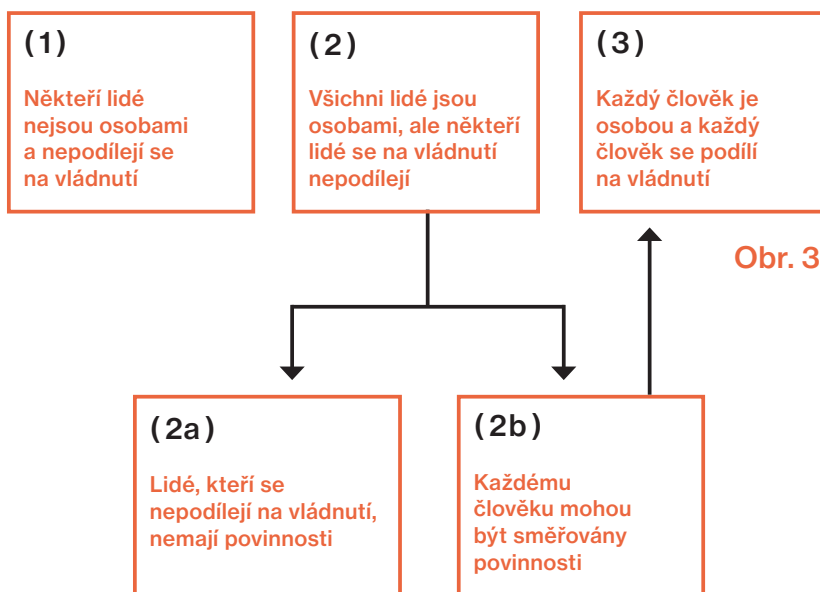 (1)
Někteří lidé
nejsou osobami
a nepodílejí se
na vládnutí
(2)
Všichni lidé jsou
osobami, ale někteří
lidé se na vládnutí
nepodílejí
(3)
Každý člověk je
osobou a každý
člověk se podílí
na vládnutí
Obr. 3
(2a)
Lidé, kteří se
nepodílejí na vládnutí,
nemají povinnosti
(2b)
Každému
člověku mohou
být směřovány
povinnosti